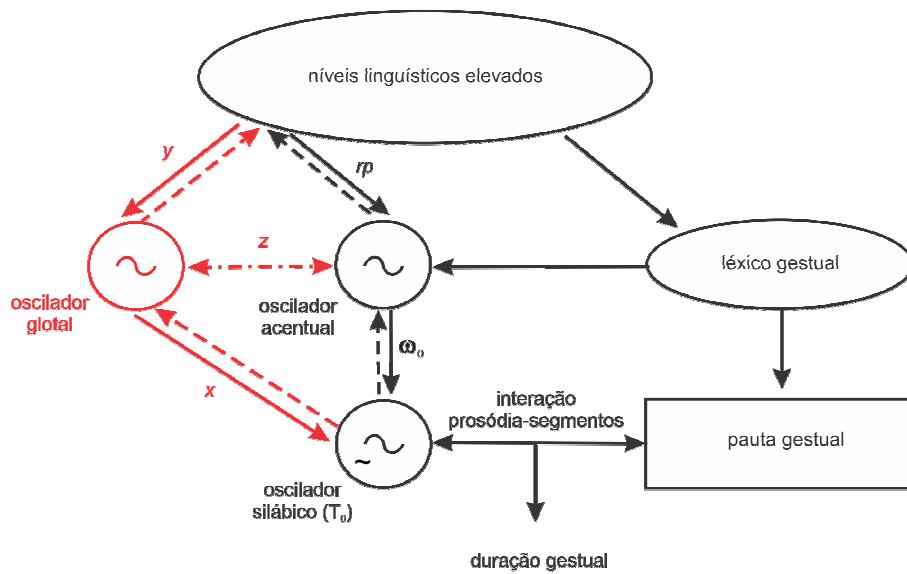 níveis linguísticos elevados
y
rp
z
léxico gestual
oscilador
glotal
oscilador
acentual
ω₀
x
interação
prosódia-segmentos
pauta gestual
~
oscilador
silábico (T₀)
duração gestual